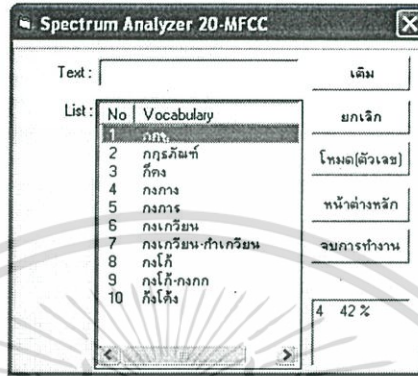 Spectrum Analyzer 20-MFCC
Text :
เติม
List :
No Vocabulary
ยกเลิก
1 กกุธ
2 กกุธภัณฑ์
โหมด(ตัวเลข)
3 ก๊กง
4 กงกาง
หน้าต่างหลัก
5 กงการ
6 กงเกวียน
7 กงเกวียน-กำเกวียน
จบการทำงาน
8 กงโก้
9 กงโก้-กงกก
10 ก้งโค้ง
4 42 %